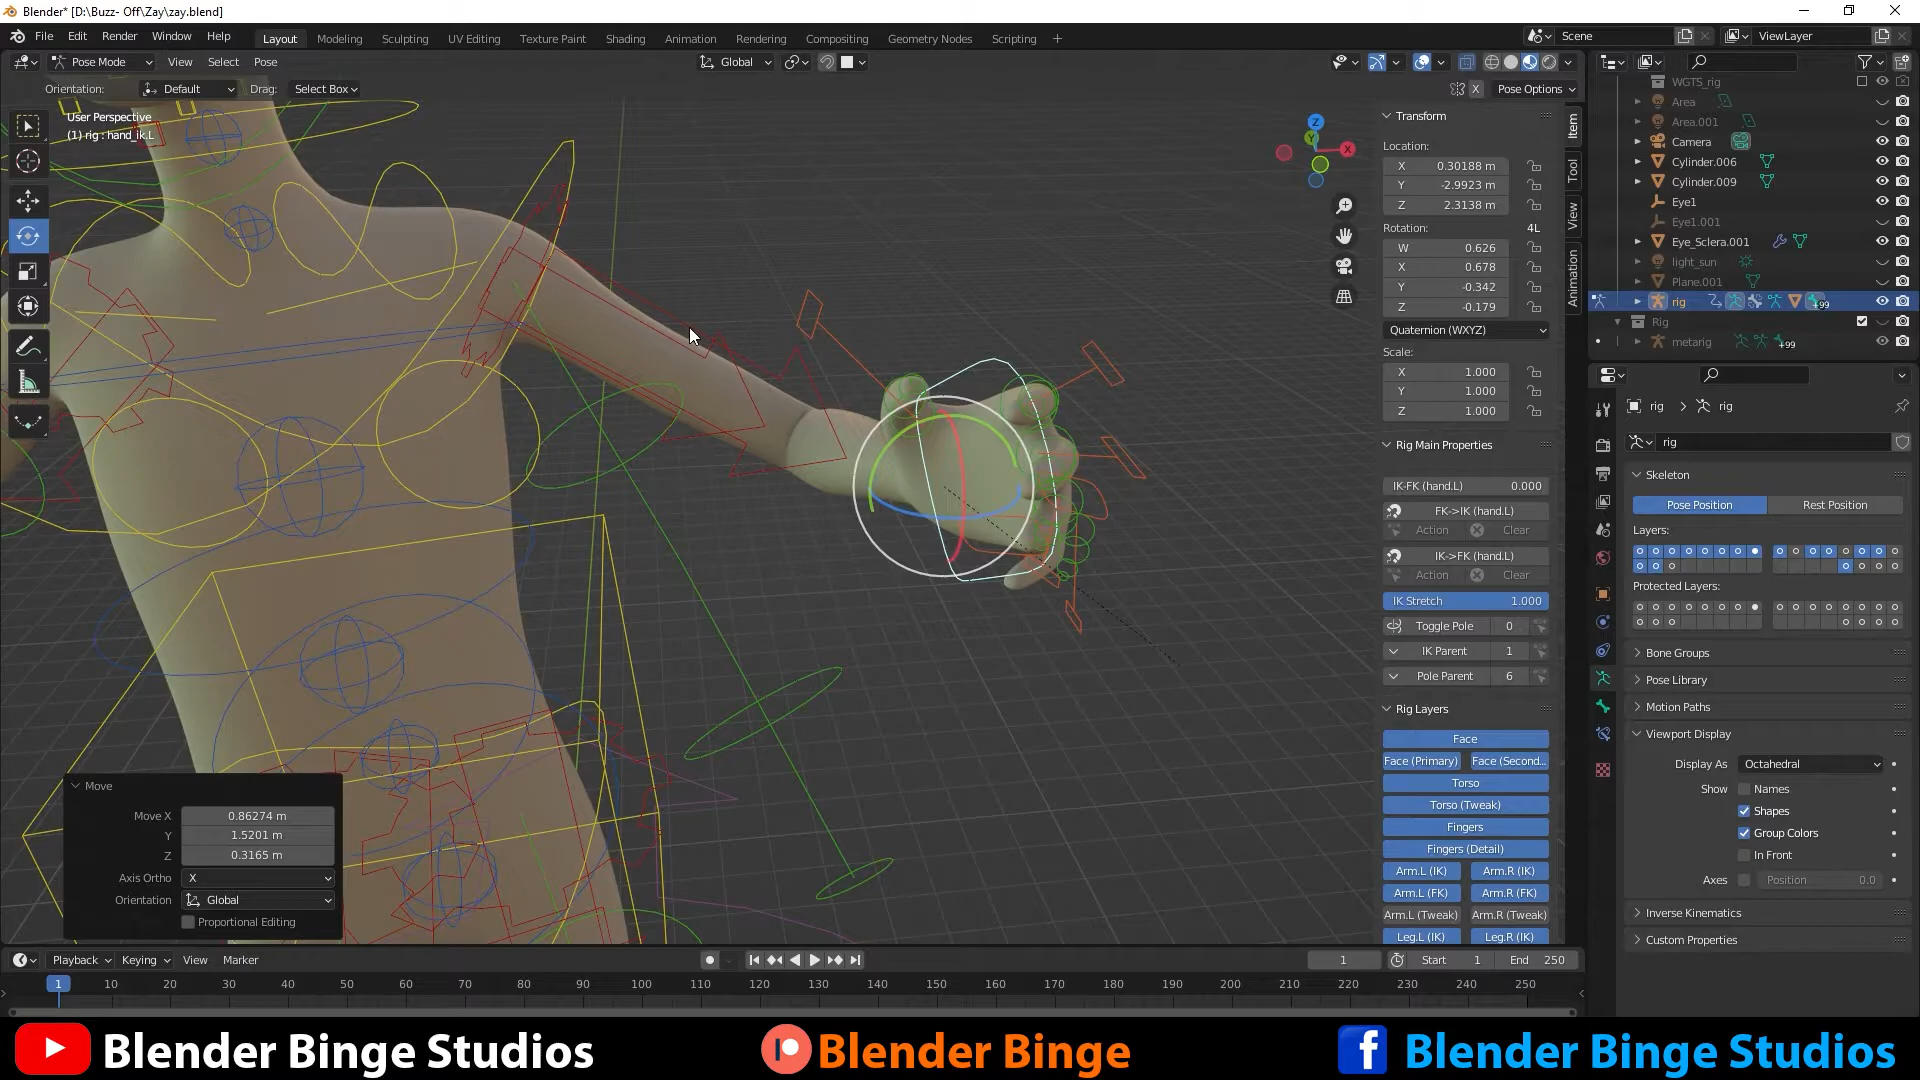 Blender* [D:\Buzz- Off\Zay\zay.blend]
File Edit Render Window Help
Layout Modeling Sculpting UV Editing Texture Paint Shading Animation Rendering Compositing Geometry Nodes Scripting +
Scene
ViewLayer
Pose Mode View Select Pose
Global
Orientation: Default Drag: Select Box
X Pose Options
User Perspective
(1) rig : hand_ik.L
Z
Y
X
Item
Tool
View
Animation
Transform
Location:
X 0.30188 m
Y -2.9923 m
Z 2.3138 m
Rotation: 4L
W 0.626
X 0.678
Y -0.342
Z -0.179
Quaternion (WXYZ)
Scale:
X 1.000
Y 1.000
Z 1.000
Rig Main Properties
IK-FK (hand.L) 0.000
FK->IK (hand.L)
Action Clear
IK->FK (hand.L)
Action Clear
IK Stretch 1.000
Toggle Pole 0
IK Parent 1
Pole Parent 6
Rig Layers
Face
Face (Primary) Face (Second...
Torso
Torso (Tweak)
Fingers
Fingers (Detail)
Arm.L (IK) Arm.R (IK)
Arm.L (FK) Arm.R (FK)
Arm.L (Tweak) Arm.R (Tweak)
Leg.L (IK) Leg.R (IK)
WGTS_rig
Area
Area.001
Camera
Cylinder.006
Cylinder.009
Eye1
Eye1.001
Eye_Sclera.001
light_sun
Plane.001
rig +99
Rig
metarig +99
rig > rig
rig
Skeleton
Pose Position Rest Position
Layers:
Protected Layers:
Bone Groups
Pose Library
Motion Paths
Viewport Display
Display As Octahedral
Show Names
Shapes
Group Colors
In Front
Axes Position 0.0
Inverse Kinematics
Custom Properties
Move
Move X 0.86274 m
Y 1.5201 m
Z 0.3165 m
Axis Ortho X
Orientation Global
Proportional Editing
Playback Keying View Marker
1 Start 1 End 250
1 10 20 30 40 50 60 70 80 90 100 110 120 130 140 150 160 170 180 190 200 210 220 230 240 250
Blender Binge Studios
Blender Binge
f Blender Binge Studios